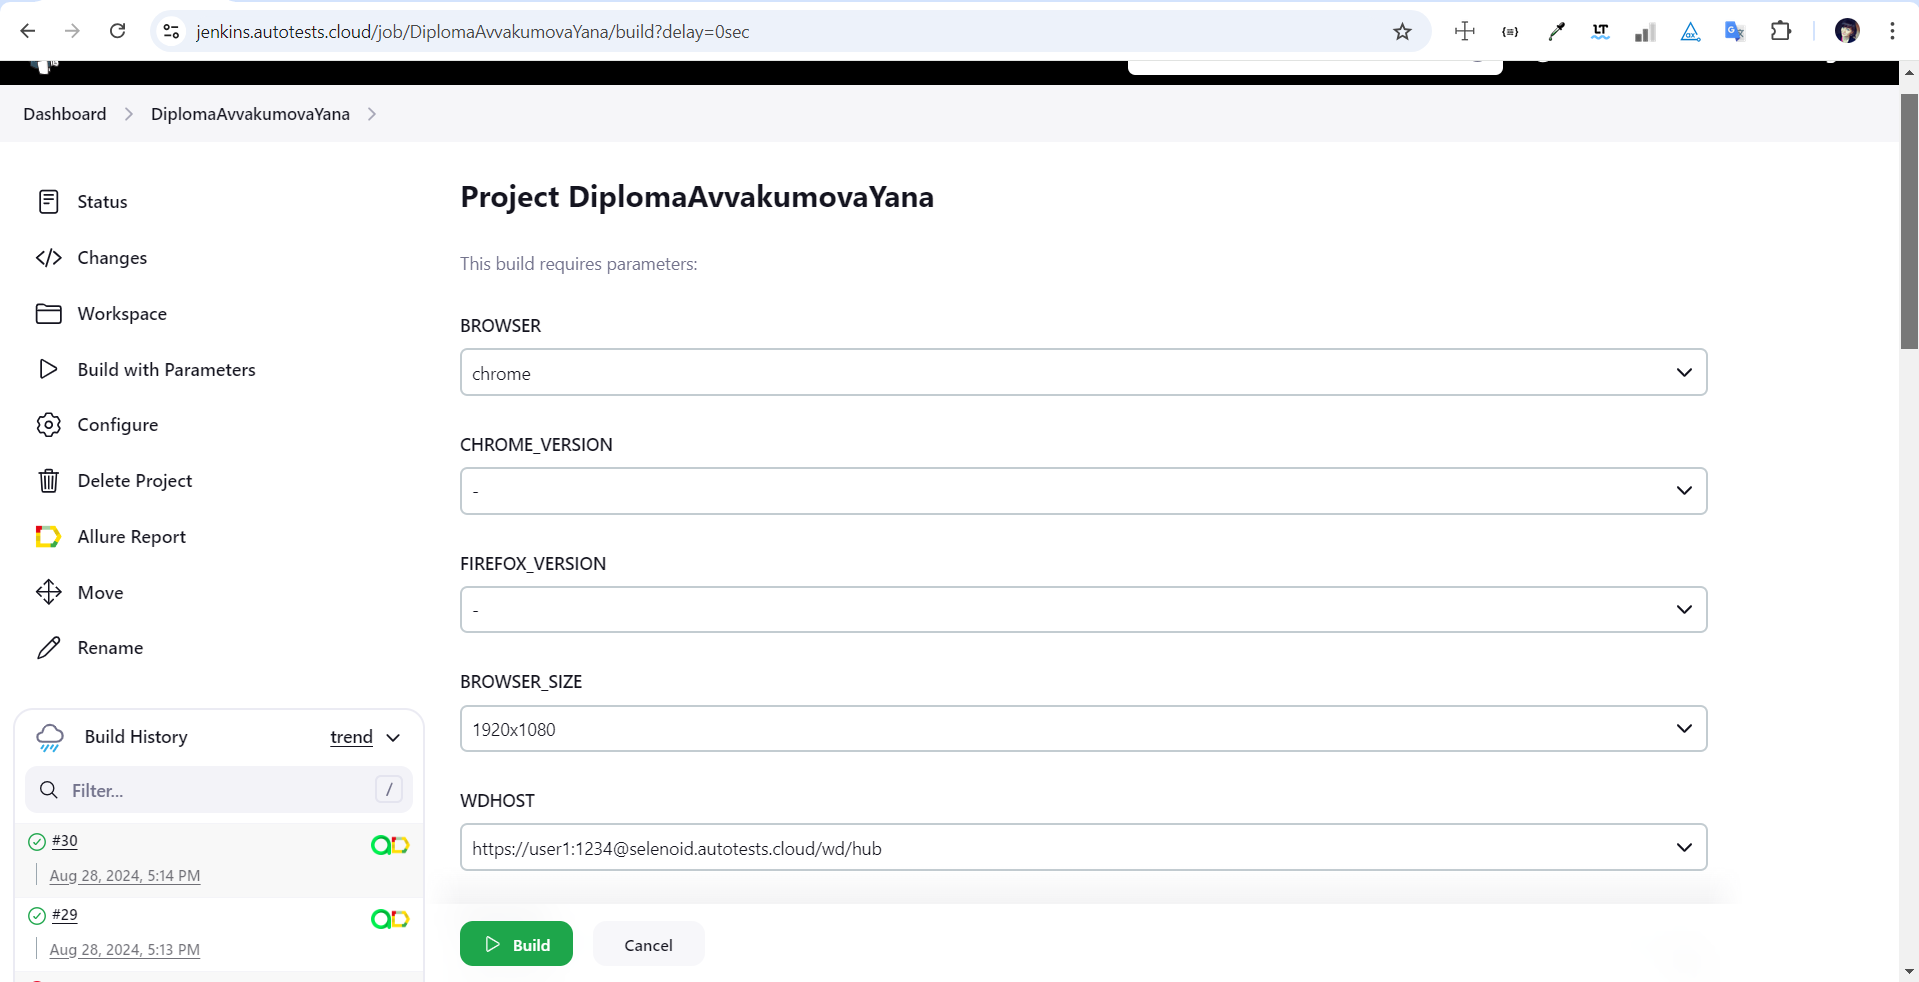 jenkins.autotests.cloud/job/DiplomaAvvakumovaYana/build?delay=0sec
Dashboard
DiplomaAvvakumovaYana
Status
Changes
Workspace
Build with Parameters
Configure
Delete Project
Allure Report
Move
Rename
Build History
trend
Filter...
/
#30
Aug 28, 2024, 5:14 PM
#29
Aug 28, 2024, 5:13 PM
Project DiplomaAvvakumovaYana
This build requires parameters:
BROWSER
chrome
CHROME_VERSION
-
FIREFOX_VERSION
-
BROWSER_SIZE
1920x1080
WDHOST
https://user1:1234@selenoid.autotests.cloud/wd/hub
Build
Cancel